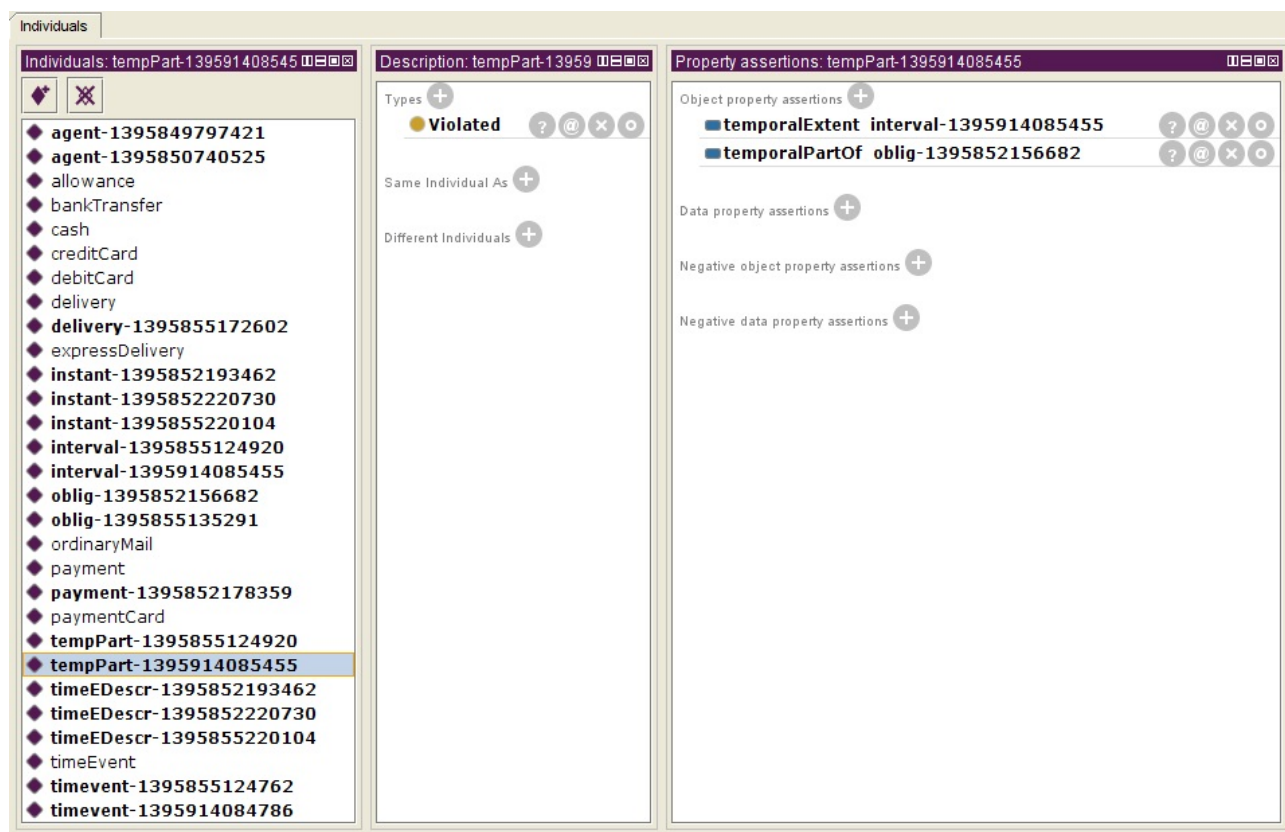 Individuals
Individuals: tempPart-139591408545
agent-1395849797421
agent-1395850740525
allowance
bankTransfer
cash
creditCard
debitCard
delivery
delivery-1395855172602
expressDelivery
instant-1395852193462
instant-1395852220730
instant-1395855220104
interval-1395855124920
interval-1395914085455
oblig-1395852156682
oblig-1395855135291
ordinaryMail
payment
payment-1395852178359
paymentCard
tempPart-1395855124920
tempPart-1395914085455
timeEDescr-1395852193462
timeEDescr-1395852220730
timeEDescr-1395855220104
timeEvent
timevent-1395855124762
timevent-1395914084786
Description: tempPart-13959
Types
Violated
Same Individual As
Different Individuals
Property assertions: tempPart-1395914085455
Object property assertions
temporalExtent interval-1395914085455
temporalPartOf oblig-1395852156682
Data property assertions
Negative object property assertions
Negative data property assertions